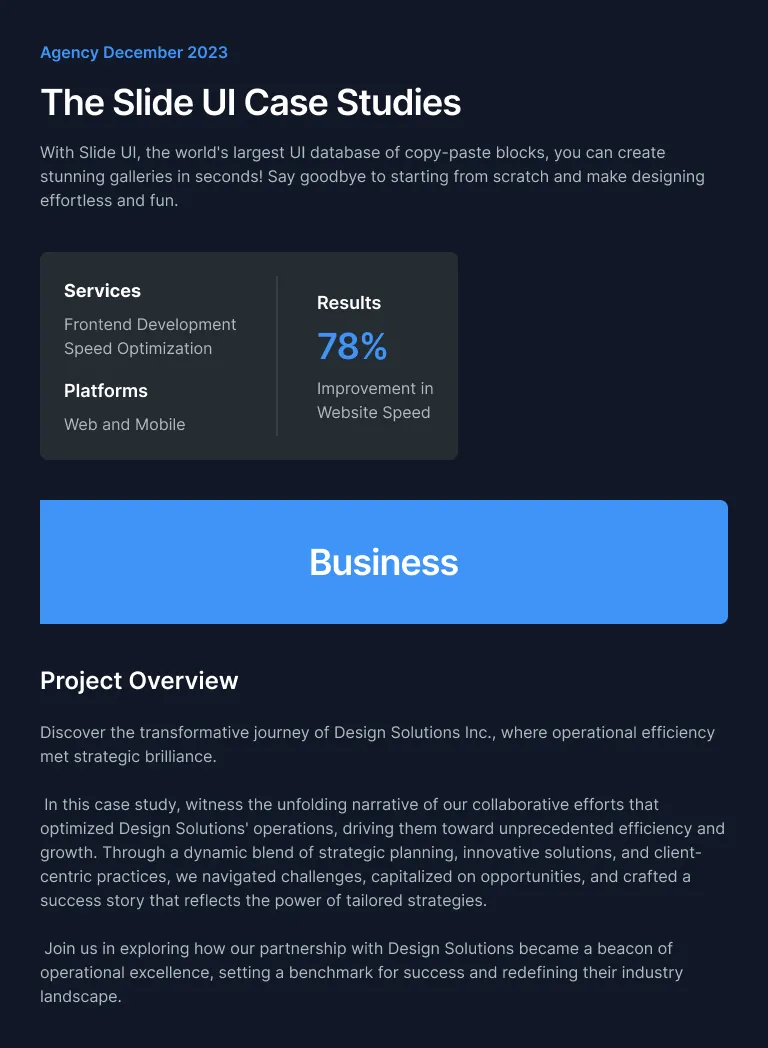 Agency December 2023
The Slide UI Case Studies
With Slide UI, the world's largest UI database of copy-paste blocks, you can create
stunning galleries in seconds! Say goodbye to starting from scratch and make designing
effortless and fun.
Services
Frontend Development
Speed Optimization
Platforms
Web and Mobile
Results
78%
Improvement in
Website Speed
Business
Project Overview
Discover the transformative journey of Design Solutions Inc., where operational efficiency
met strategic brilliance.
In this case study, witness the unfolding narrative of our collaborative efforts that
optimized Design Solutions' operations, driving them toward unprecedented efficiency and
growth. Through a dynamic blend of strategic planning, innovative solutions, and client-
centric practices, we navigated challenges, capitalized on opportunities, and crafted a
success story that reflects the power of tailored strategies.
Join us in exploring how our partnership with Design Solutions became a beacon of
operational excellence, setting a benchmark for success and redefining their industry
landscape.